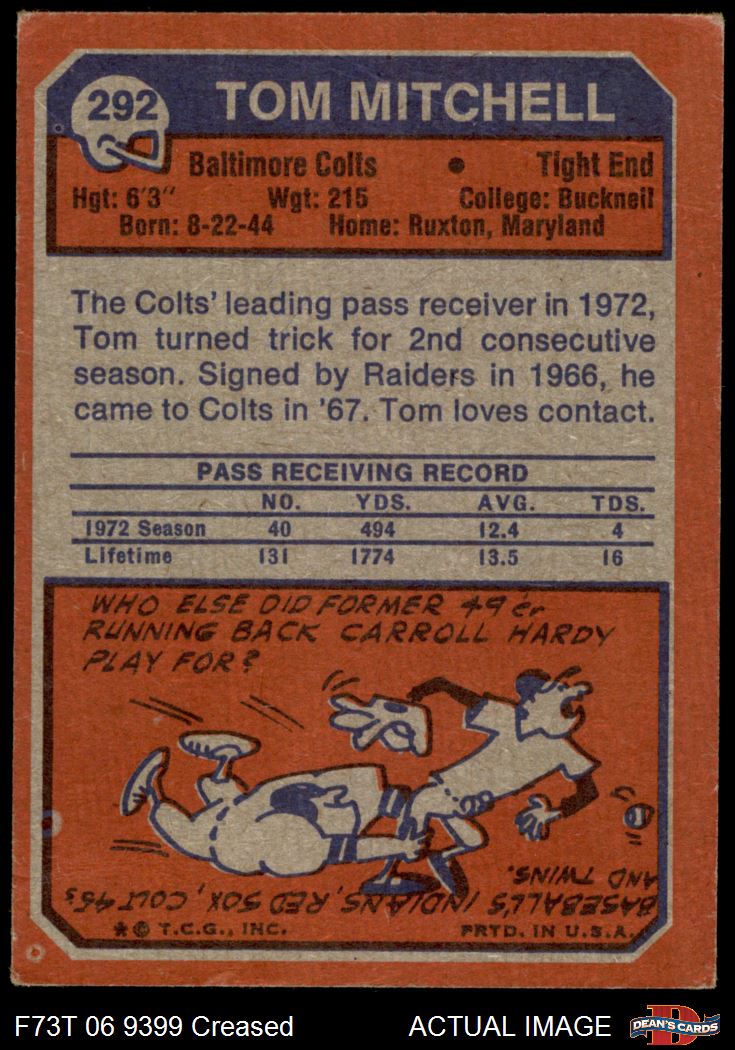 292 TOM MITCHELL
Baltimore Colts • Tight End
Hgt: 6'3" Wgt: 215 College: Bucknell
Born: 8-22-44 Home: Ruxton, Maryland
The Colts' leading pass receiver in 1972,
Tom turned trick for 2nd consecutive
season. Signed by Raiders in 1966, he
came to Colts in '67. Tom loves contact.
PASS RECEIVING RECORD
NO. YDS. AVG. TDS.
1972 Season 40 494 12.4 4
Lifetime 131 1774 13.5 16
WHO ELSE DID FORMER 49'er
RUNNING BACK CARROLL HARDY
PLAY FOR?
BASEBALL'S INDIANS, RED SOX, COLT 45s
AND TWINS.
* © T.C.G., INC. PRTD. IN U.S.A.
F73T 06 9399 Creased ACTUAL IMAGE D DEAN'S CARDS